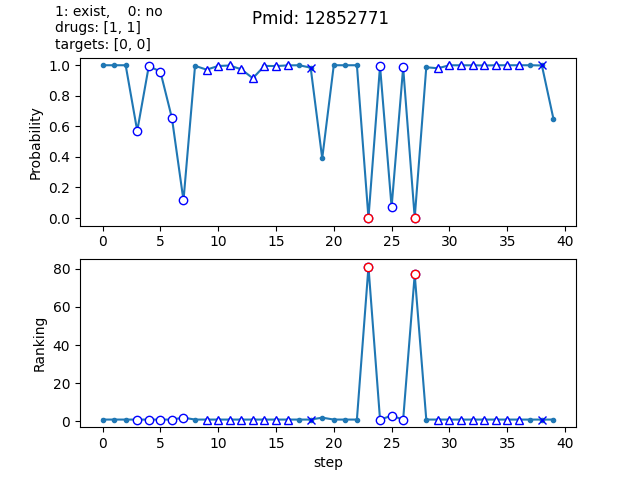 1: exist,    0: no
Pmid: 12852771
drugs: [1, 1]
targets: [0, 0]
Probability
1.0
0.8
0.6
0.4
0.2
0.0
0 5 10 15 20 25 30 35 40
Ranking
80
60
40
20
0
0 5 10 15 20 25 30 35 40
step